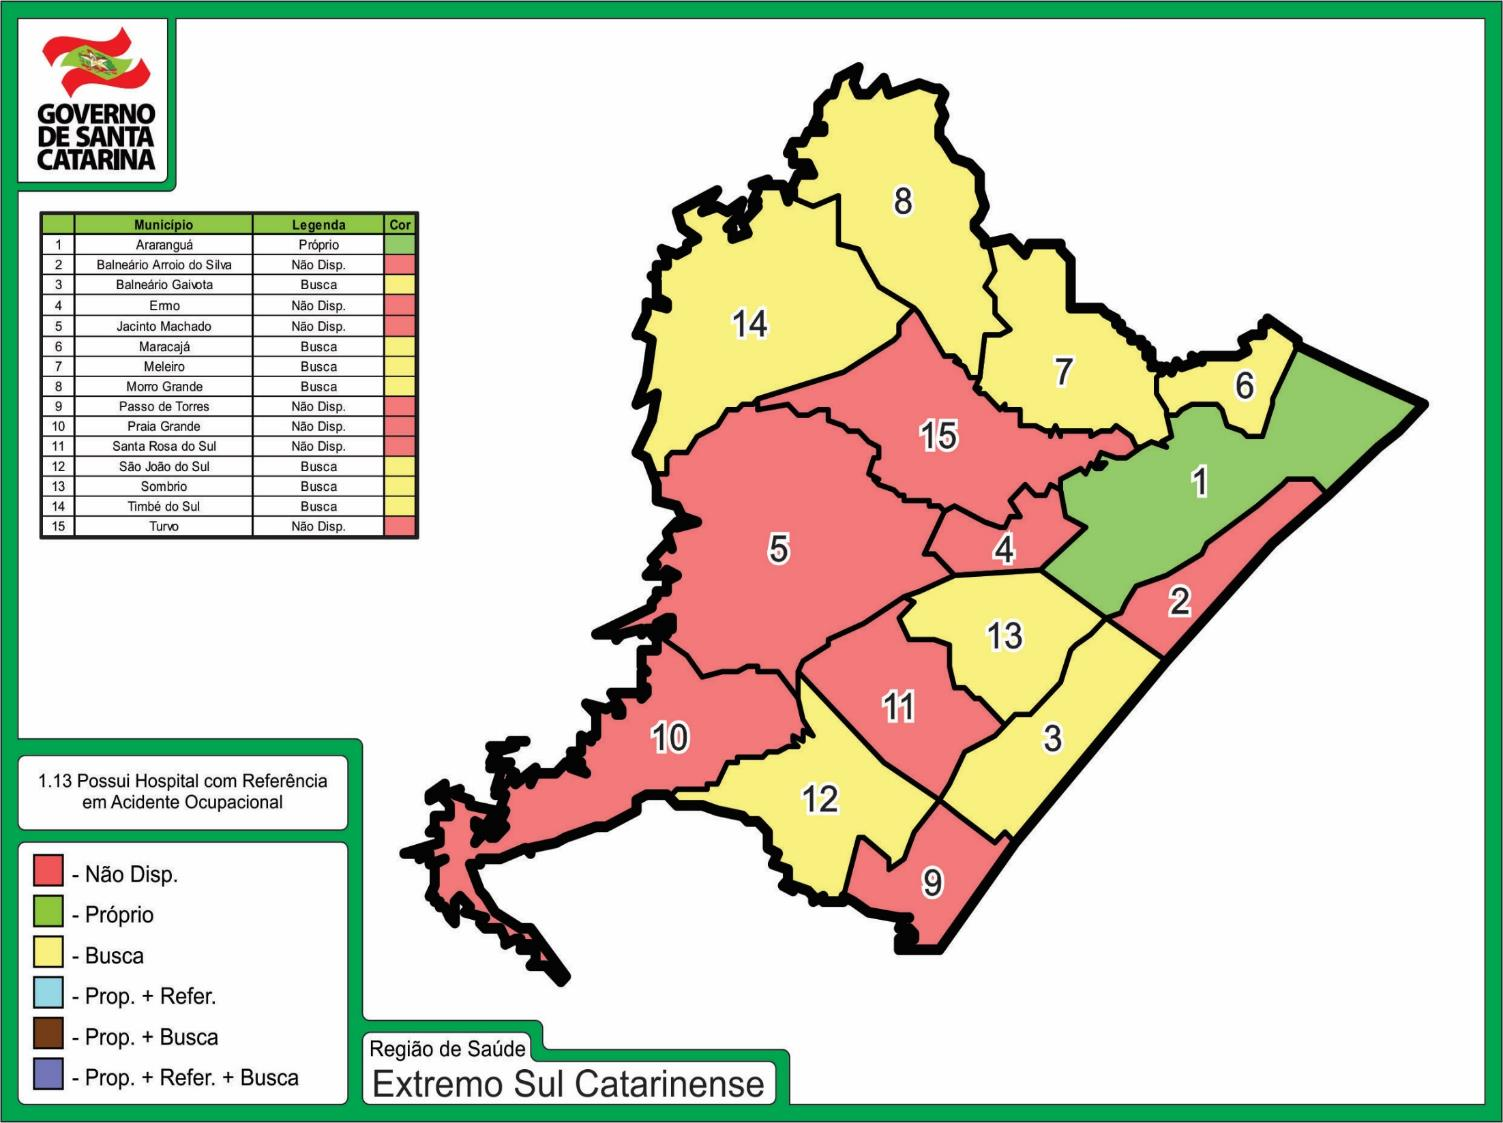 GOVERNO
DE SANTA
CATARINA
Município Legenda Cor
1 Araranguá Próprio
2 Balneário Arroio do Silva Não Disp.
3 Balneário Gaivota Busca
4 Ermo Não Disp.
5 Jacinto Machado Não Disp.
6 Maracajá Busca
7 Meleiro Busca
8 Morro Grande Busca
9 Passo de Torres Não Disp.
10 Praia Grande Não Disp.
11 Santa Rosa do Sul Não Disp.
12 São João do Sul Busca
13 Sombrio Busca
14 Timbé do Sul Busca
15 Turvo Não Disp.
8
14
7
6
15
1
5
4
2
13
11
10
3
12
9
1.13 Possui Hospital com Referência
em Acidente Ocupacional
- Não Disp.
- Próprio
- Busca
- Prop. + Refer.
- Prop. + Busca
- Prop. + Refer. + Busca
Região de Saúde
Extremo Sul Catarinense